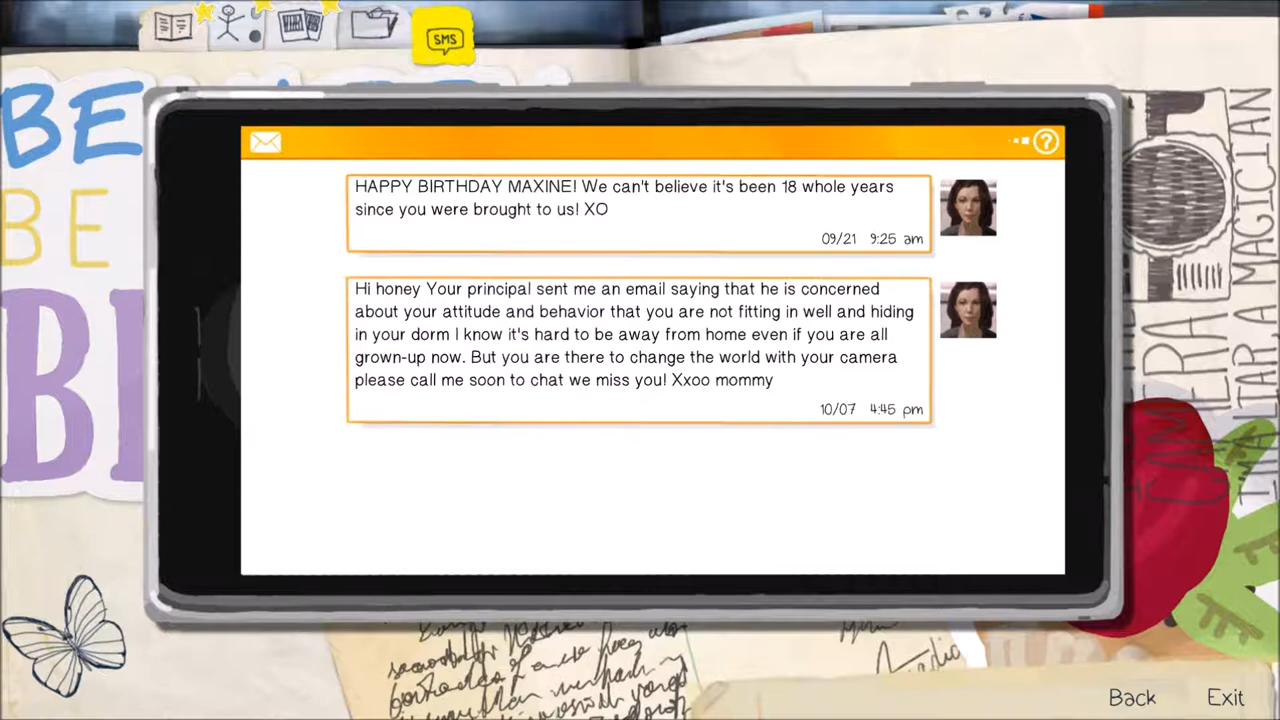 SMS
BE
BE
HAPPY BIRTHDAY MAXINE! We can't believe it's been 18 whole years
since you were brought to us! XO
09/21 9:25 am
Hi honey Your principal sent me an email saying that he is concerned
about your attitude and behavior that you are not fitting in well and hiding
in your dorm I know it's hard to be away from home even if you are all
grown-up now. But you are there to change the world with your camera
please call me soon to chat we miss you! Xxoo mommy
10/07 4:45 pm
MAGICIAN
Back Exit